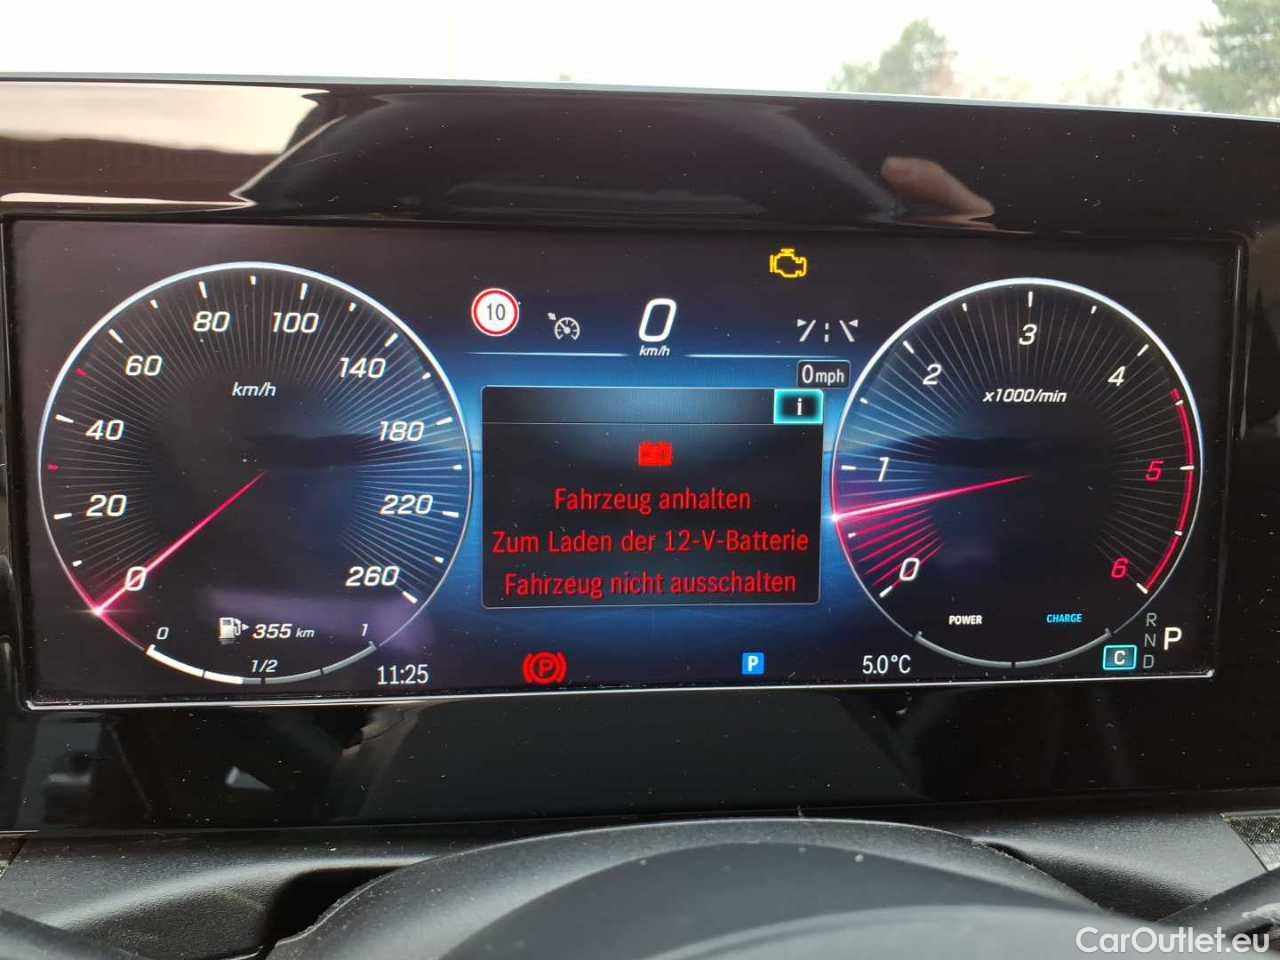 80 100
60 140
km/h
40 180
20 220
0 260
355 km
0 1/2 1
11:25
10
0
km/h
0 mph
i
Fahrzeug anhalten
Zum Laden der 12-V-Batterie
Fahrzeug nicht ausschalten
P
P
5.0°C
3
2 4
x1000/min
1 5
0 6
POWER CHARGE
R
N P
C D
CarOutlet.eu